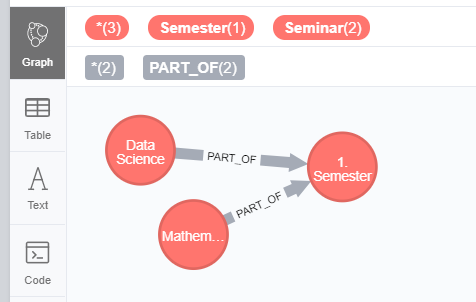 *(3) Semester(1) Seminar(2)
Graph
*(2) PART_OF(2)
Table
Text
Code
Data
Science
PART_OF
1.
Semester
PART_OF
Mathem...